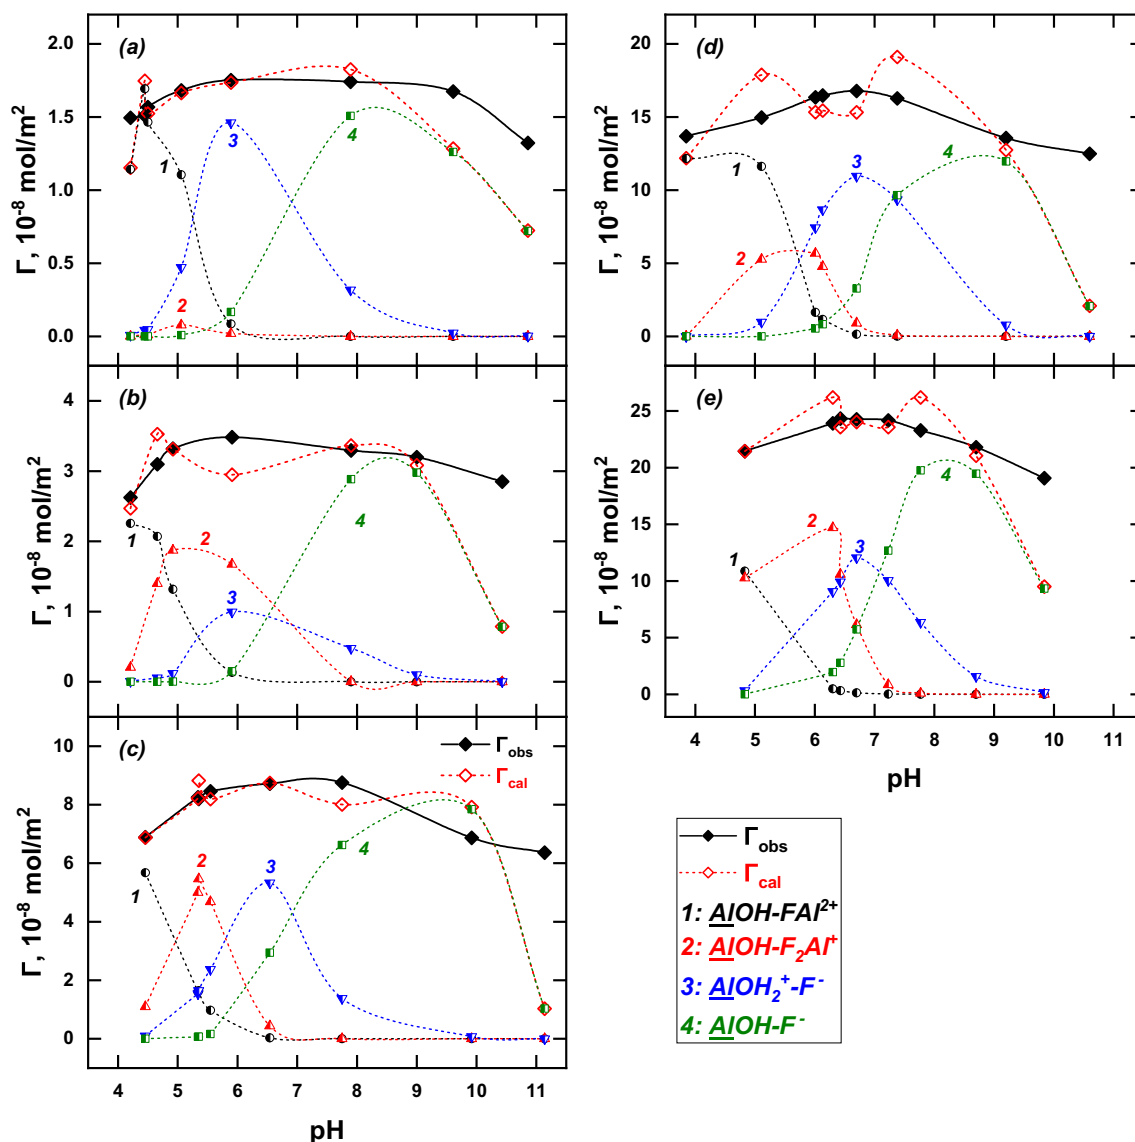 (a)
2.0
1.5
1.0
0.5
0.0
Γ, 10⁻⁸ mol/m²
1
2
3
4
(b)
4
3
2
1
0
Γ, 10⁻⁸ mol/m²
1
2
3
4
(c)
10
8
6
4
2
0
Γ, 10⁻⁸ mol/m²
Γobs
Γcal
1
2
3
4
4 5 6 7 8 9 10 11
pH
(d)
20
15
10
5
0
Γ, 10⁻⁸ mol/m²
1
2
3
4
(e)
25
20
15
10
5
0
Γ, 10⁻⁸ mol/m²
1
2
3
4
4 5 6 7 8 9 10 11
pH
Γobs
Γcal
1: AlOH-FAl²⁺
2: AlOH-F₂Al⁺
3: AlOH₂⁺-F⁻
4: AlOH-F⁻